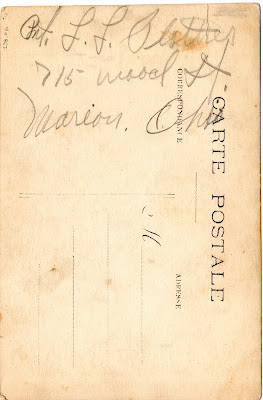 Pvt. L. L.
715 wood St.
Marion. Ohio
CARTE POSTALE
CORRESPONDANCE
ADRESSE
M